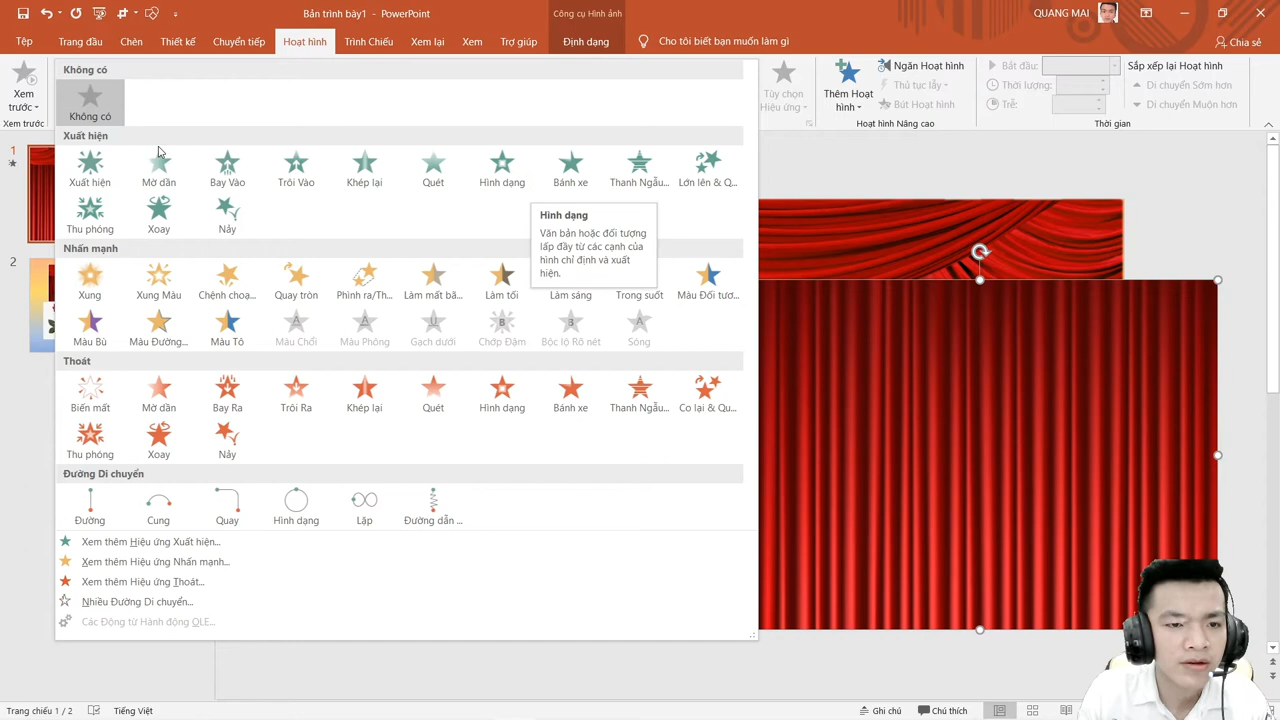 Bản trình bày1 - PowerPoint
Công cụ Hình ảnh
QUANG MAI
Tệp
Trang đầu
Chèn
Thiết kế
Chuyển tiếp
Hoạt hình
Trình Chiếu
Xem lại
Xem
Trợ giúp
Định dạng
Cho tôi biết bạn muốn làm gì
Chia sẻ
Xem
trước
Xem trước
Tùy chọn
Hiệu ứng
Thêm Hoạt
hình
Ngăn Hoạt hình
Thủ tục lẫy
Bút Hoạt hình
Hoạt hình Nâng cao
Bắt đầu:
Thời lượng:
Trễ:
Sắp xếp lại Hoạt hình
Di chuyển Sớm hơn
Di chuyển Muộn hơn
Thời gian
Không có
Không có
Xuất hiện
Xuất hiện
Mờ dần
Bay Vào
Trôi Vào
Khép lại
Quét
Hình dạng
Bánh xe
Thanh Ngẫu...
Lớn lên & Q...
Thu phóng
Xoay
Nảy
Hình dạng
Văn bản hoặc đối tượng
lấp đầy từ các cạnh của
hình chỉ định và xuất
hiện.
Nhấn mạnh
Xung
Xung Màu
Chệnh choạ...
Quay tròn
Phình ra/Th...
Làm mất bã...
Làm tối
Làm sáng
Trong suốt
Màu Đối tươ...
Màu Bù
Màu Đường...
Màu Tô
Màu Chổi
Màu Phông
Gạch dưới
Chớp Đậm
Bộc lộ Rõ nét
Sóng
Thoát
Biến mất
Mờ dần
Bay Ra
Trôi Ra
Khép lại
Quét
Hình dạng
Bánh xe
Thanh Ngẫu...
Co lại & Qu...
Thu phóng
Xoay
Nảy
Đường Di chuyển
Đường
Cung
Quay
Hình dạng
Lặp
Đường dẫn ...
Xem thêm Hiệu ứng Xuất hiện...
Xem thêm Hiệu ứng Nhấn mạnh...
Xem thêm Hiệu ứng Thoát...
Nhiều Đường Di chuyển...
Các Động từ Hành động OLE...
1
2
Trang chiếu 1 / 2
Tiếng Việt
Ghi chú
Chú thích